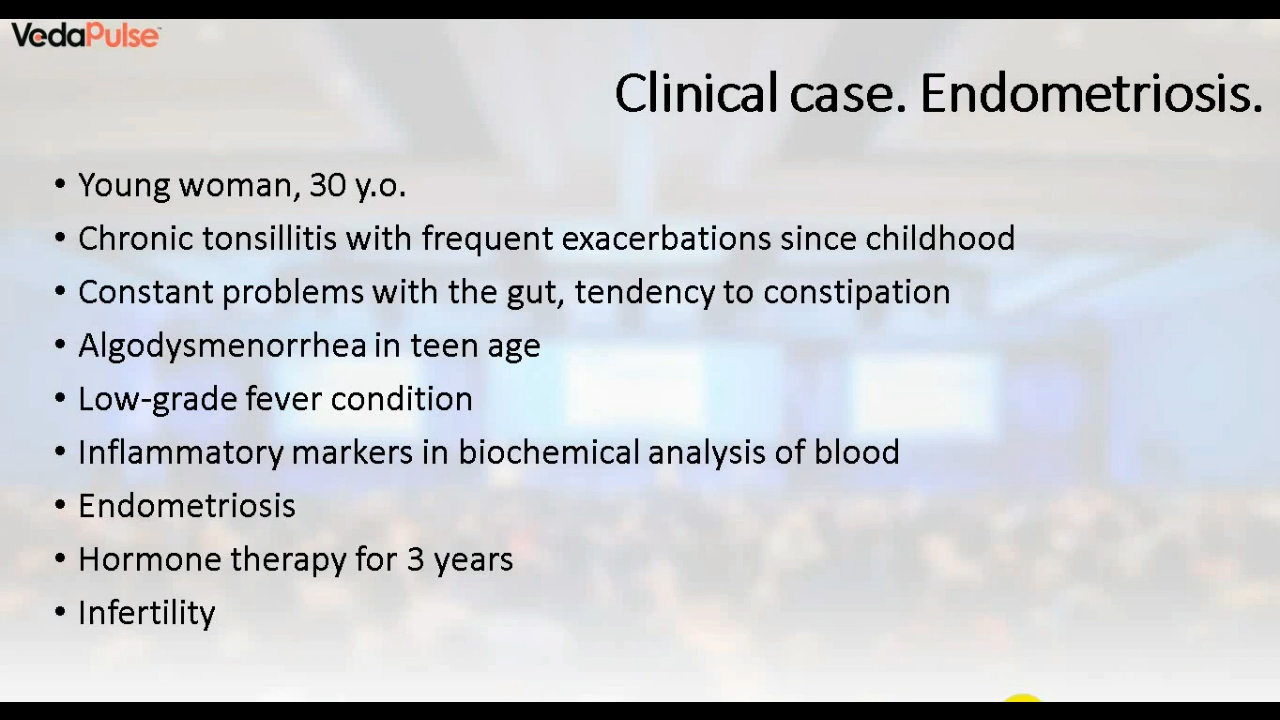 VedaPulse
Clinical case. Endometriosis.
• Young woman, 30 y.o.
• Chronic tonsillitis with frequent exacerbations since childhood
• Constant problems with the gut, tendency to constipation
• Algodysmenorrhea in teen age
• Low-grade fever condition
• Inflammatory markers in biochemical analysis of blood
• Endometriosis
• Hormone therapy for 3 years
• Infertility